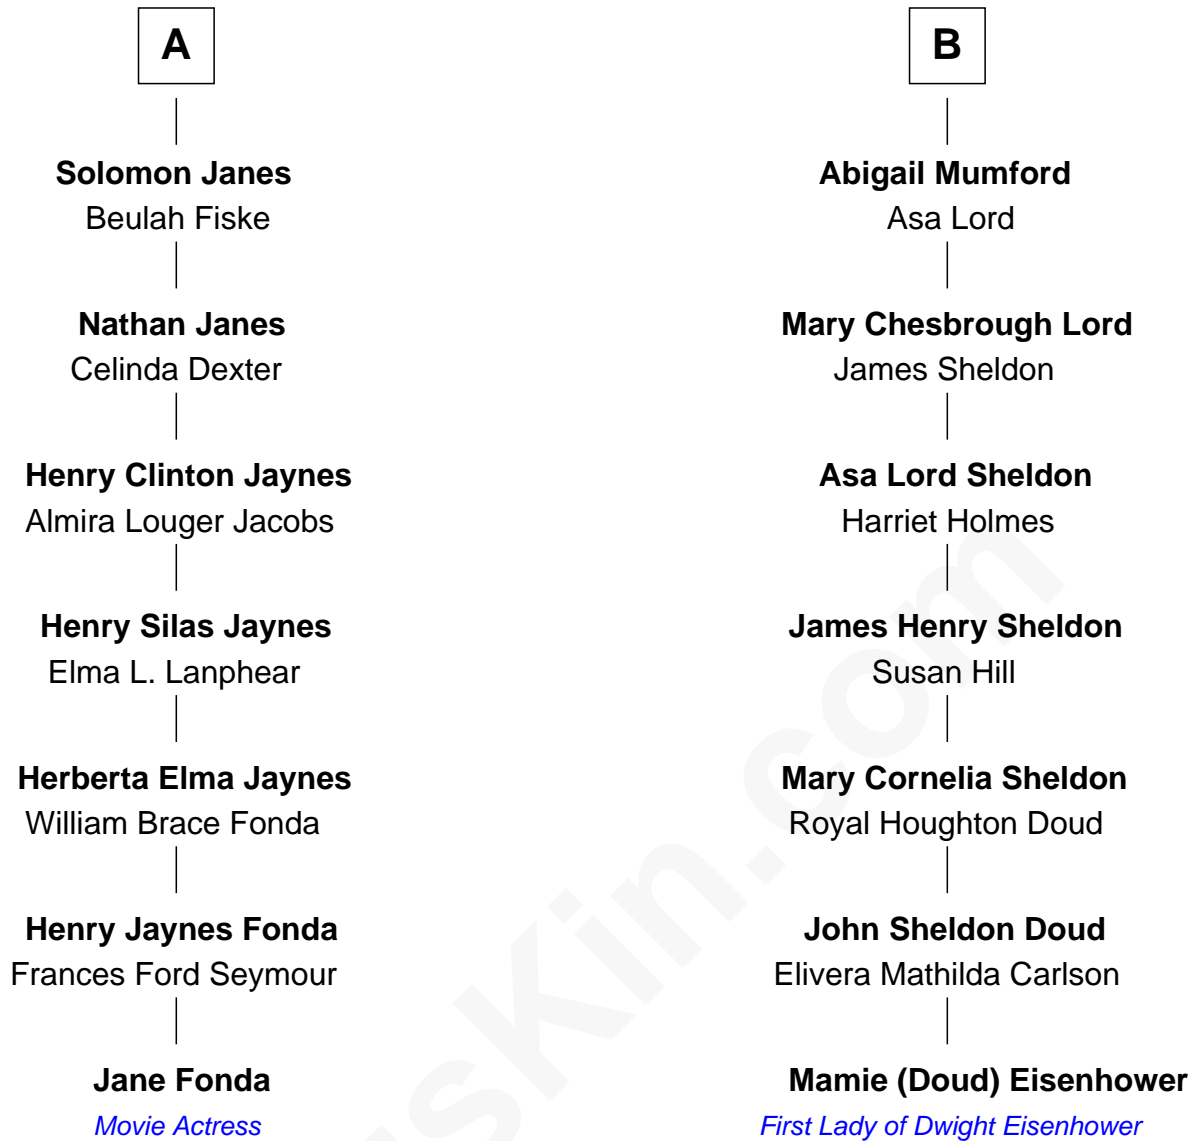 A
Solomon Janes
Beulah Fiske
Nathan Janes
Celinda Dexter
Henry Clinton Jaynes
Almira Louger Jacobs
Henry Silas Jaynes
Elma L. Lanphear
Herberta Elma Jaynes
William Brace Fonda
Henry Jaynes Fonda
Frances Ford Seymour
Jane Fonda
Movie Actress
B
Abigail Mumford
Asa Lord
Mary Chesbrough Lord
James Sheldon
Asa Lord Sheldon
Harriet Holmes
James Henry Sheldon
Susan Hill
Mary Cornelia Sheldon
Royal Houghton Doud
John Sheldon Doud
Elivera Mathilda Carlson
Mamie (Doud) Eisenhower
First Lady of Dwight Eisenhower